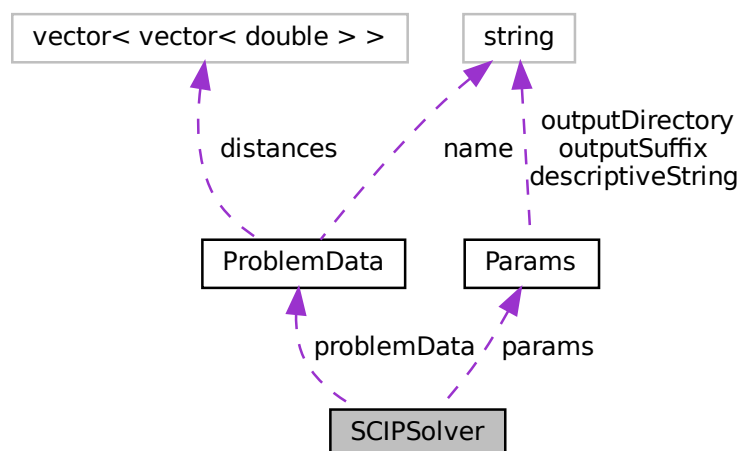 vector< vector< double > >
string
distances
name
outputDirectory
outputSuffix
descriptiveString
ProblemData
Params
problemData
params
SCIPSolver